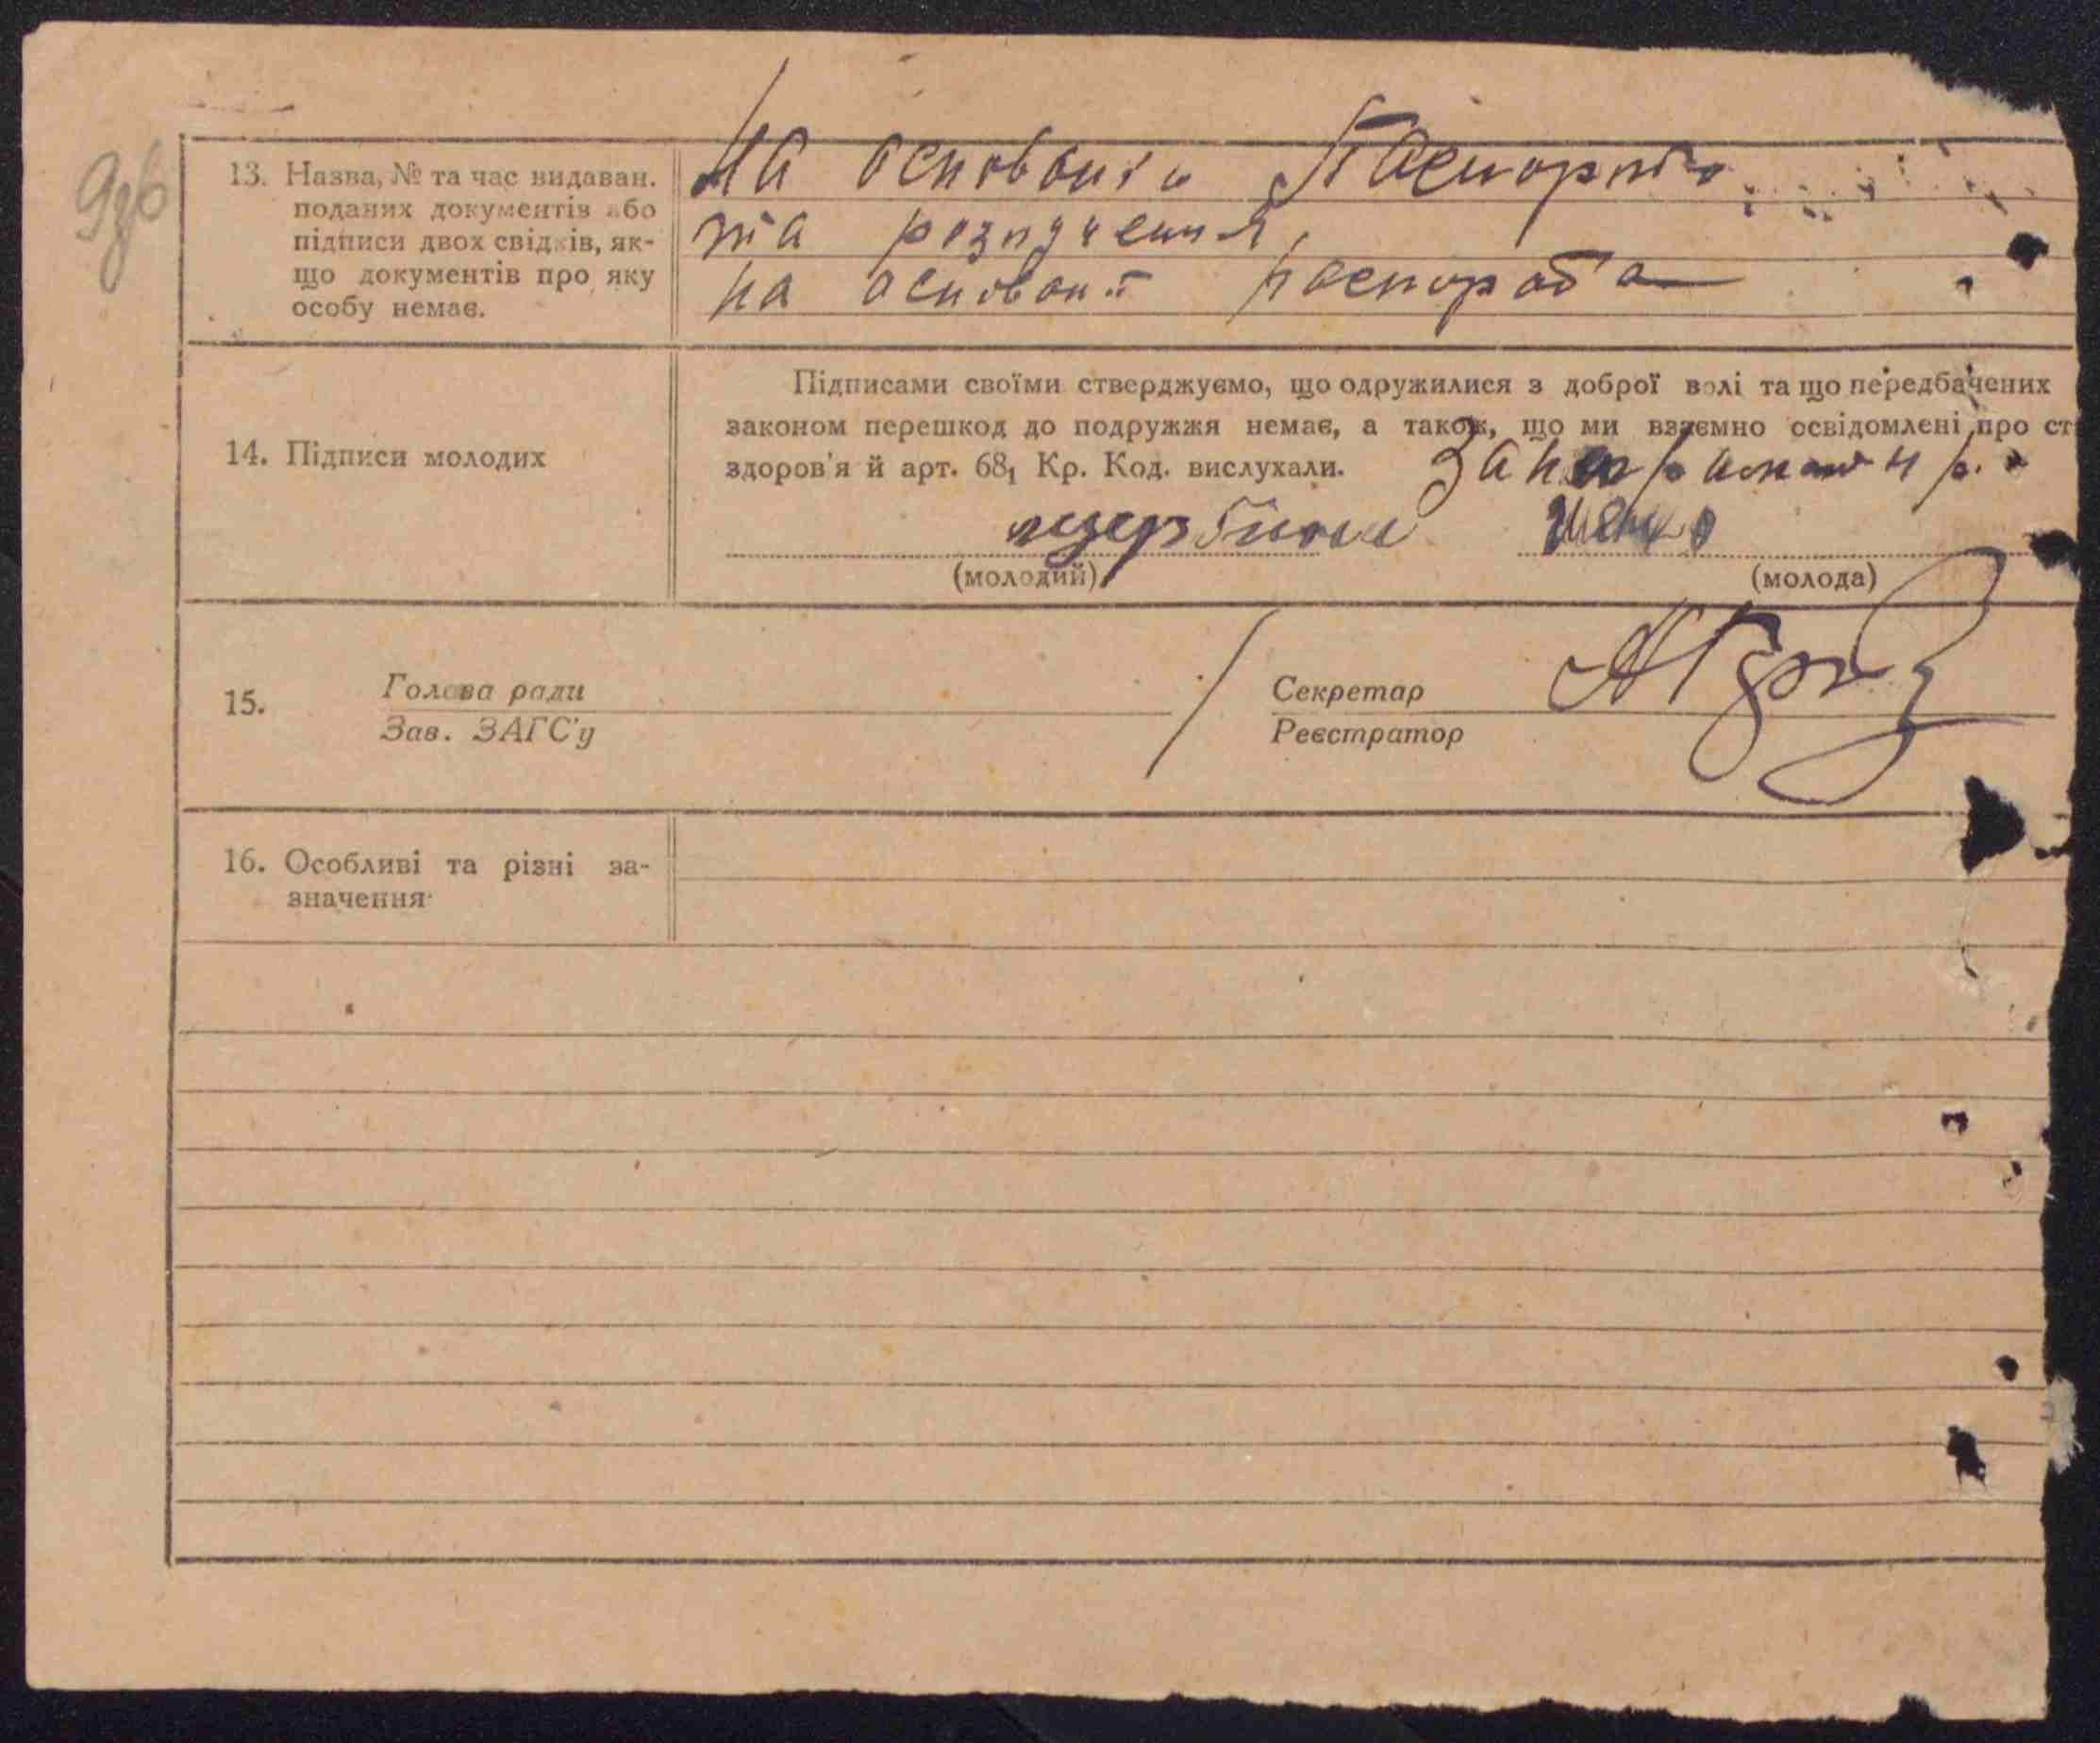 13. Назва, № та час видаван. поданих документів або підписи двох свідків, як-
що документів про яку
особу немає.
На основании Паспорта
та розлучення,
на основані паспорта
14. Підписи молодих
Підписами своїми стверджуємо, що одружилися з доброї волі та що передбачених
законом перешкод до подружжя немає, а також, що ми взаємно освідомлені про ст
здоров'я й арт. 68₁ Кр. Код. вислухали.
(молодий)
(молода)
15.
Голова ради
Зав. ЗАГС'у
Секретар
Реєстратор
16. Особливі та різні за-
значення